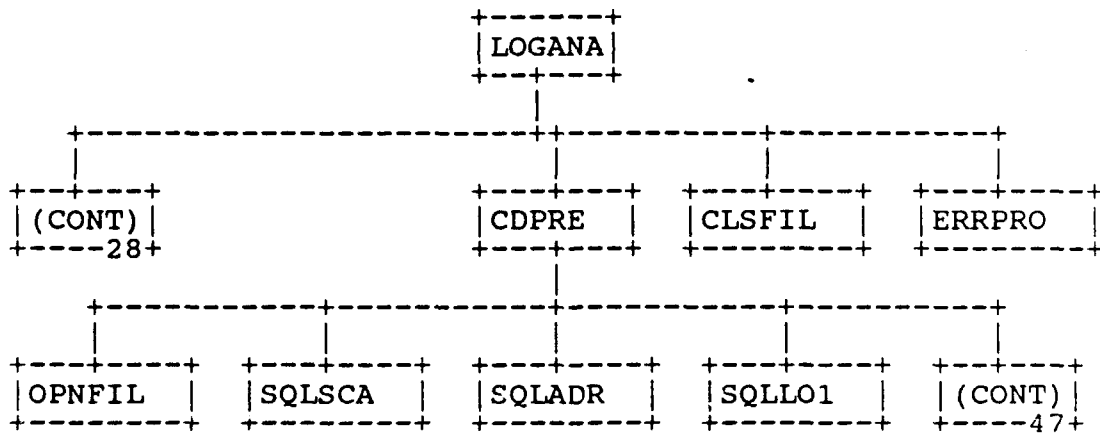 LOGANA
(CONT) CDPRE CLSFIL ERRPRO
28
OPNFIL SQLSCA SQLADR SQLLO1 (CONT)
47